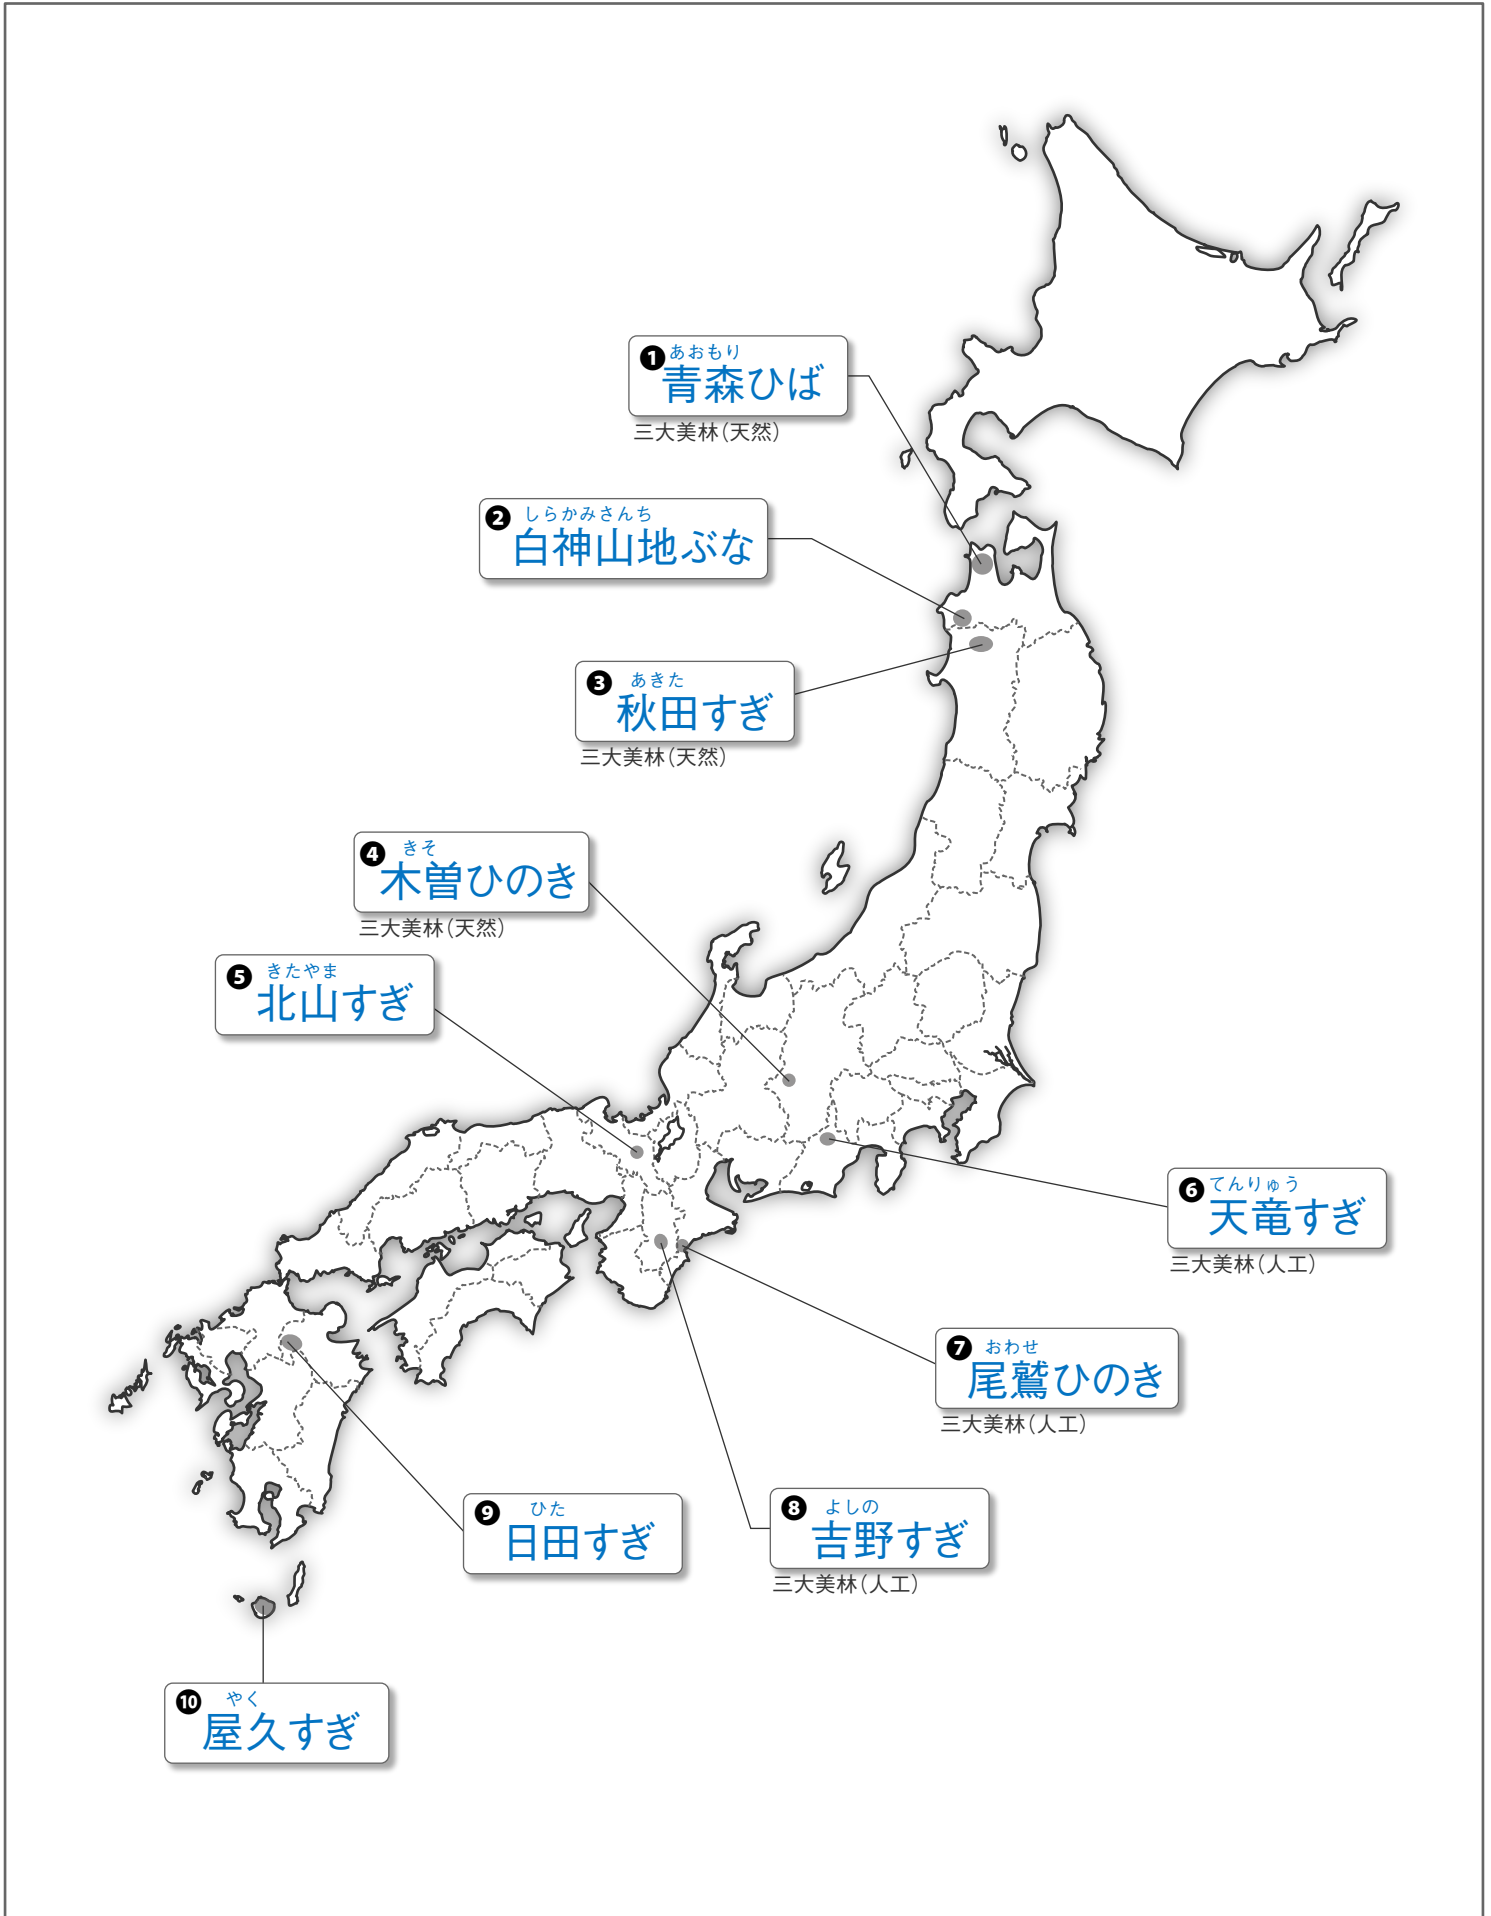 ❶ あおもり
青森ひば
三大美林(天然)
❷ しらかみさんち
白神山地ぶな
❸ あきた
秋田すぎ
三大美林(天然)
❹ きそ
木曽ひのき
三大美林(天然)
❺ きたやま
北山すぎ
❻ てんりゅう
天竜すぎ
三大美林(人工)
❼ おわせ
尾鷲ひのき
三大美林(人工)
❽ よしの
吉野すぎ
三大美林(人工)
❾ ひた
日田すぎ
❿ やく
屋久すぎ